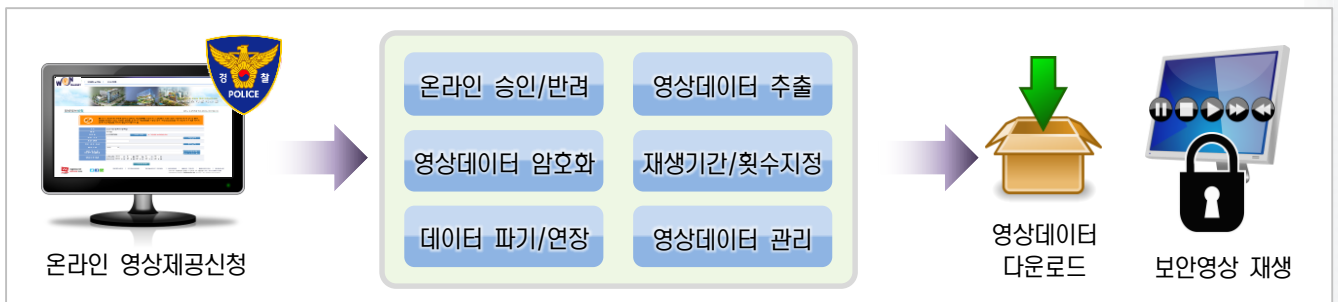 경 찰
POLICE
온라인 영상제공신청
온라인 승인/반려
영상데이터 추출
영상데이터 암호화
재생기간/횟수지정
데이터 파기/연장
영상데이터 관리
영상데이터
다운로드
보안영상 재생